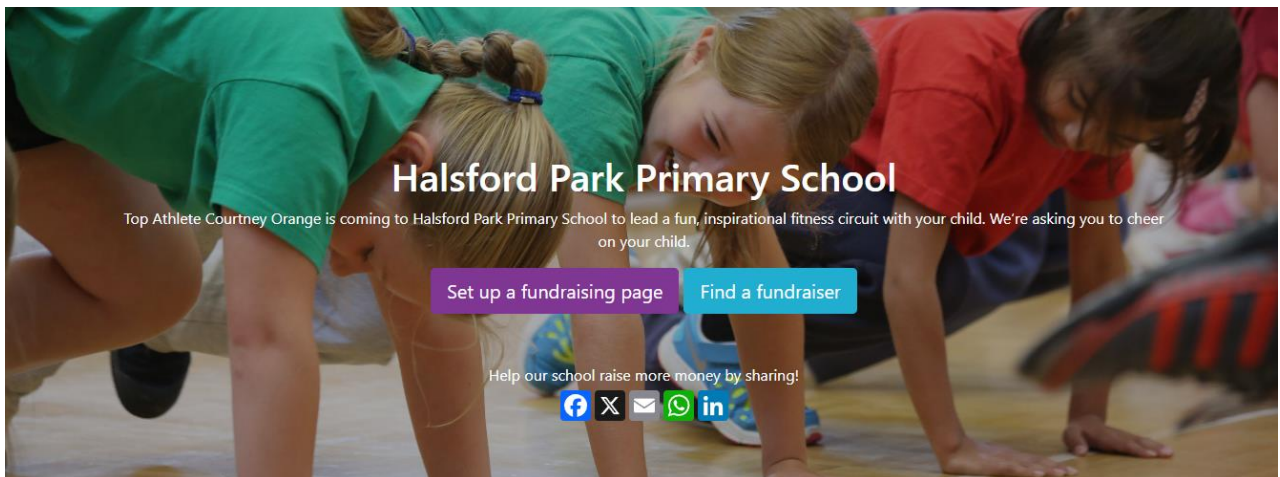 Halsford Park Primary School
Top Athlete Courtney Orange is coming to Halsford Park Primary School to lead a fun, inspirational fitness circuit with your child. We're asking you to cheer
on your child.
Set up a fundraising page
Find a fundraiser
Help our school raise more money by sharing!